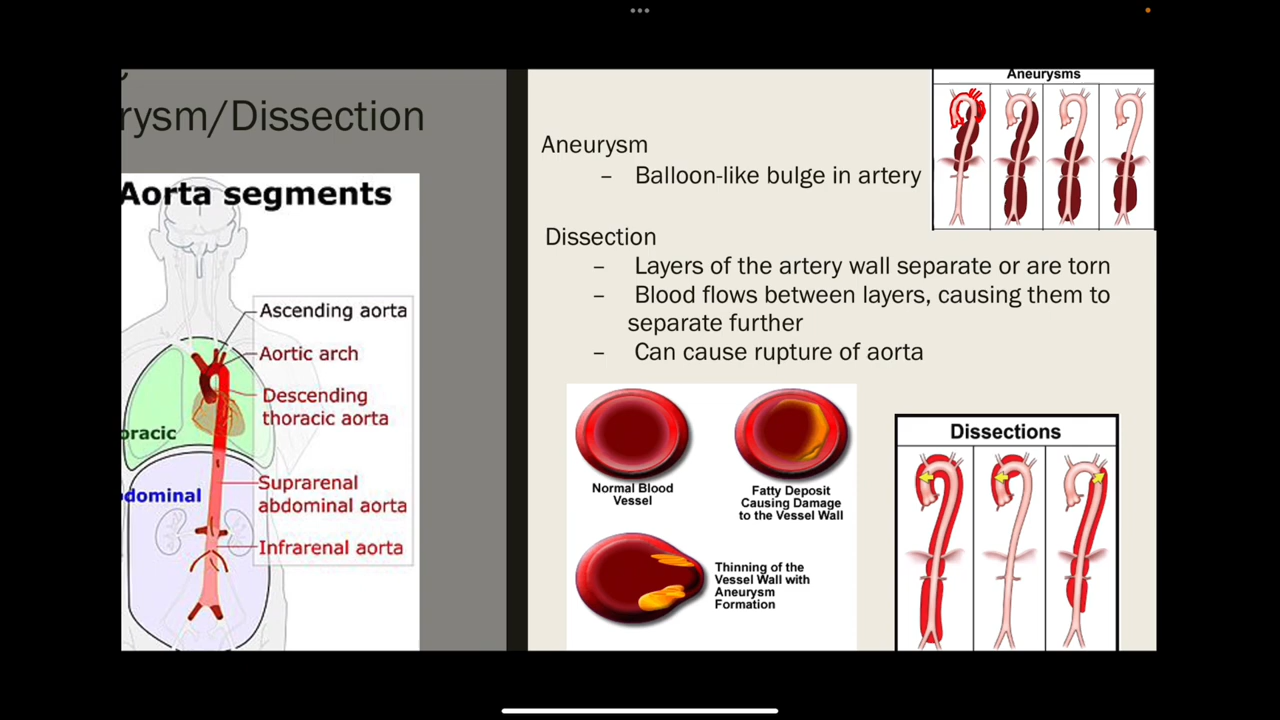 rysm/Dissection
Aorta segments
Ascending aorta
Aortic arch
Descending
thoracic aorta
oracic
dominal
Suprarenal
abdominal aorta
Infrarenal aorta
Aneurysms
Aneurysm
– Balloon-like bulge in artery
Dissection
– Layers of the artery wall separate or are torn
– Blood flows between layers, causing them to
separate further
– Can cause rupture of aorta
Normal Blood
Vessel
Fatty Deposit
Causing Damage
to the Vessel Wall
Thinning of the
Vessel Wall with
Aneurysm
Formation
Dissections